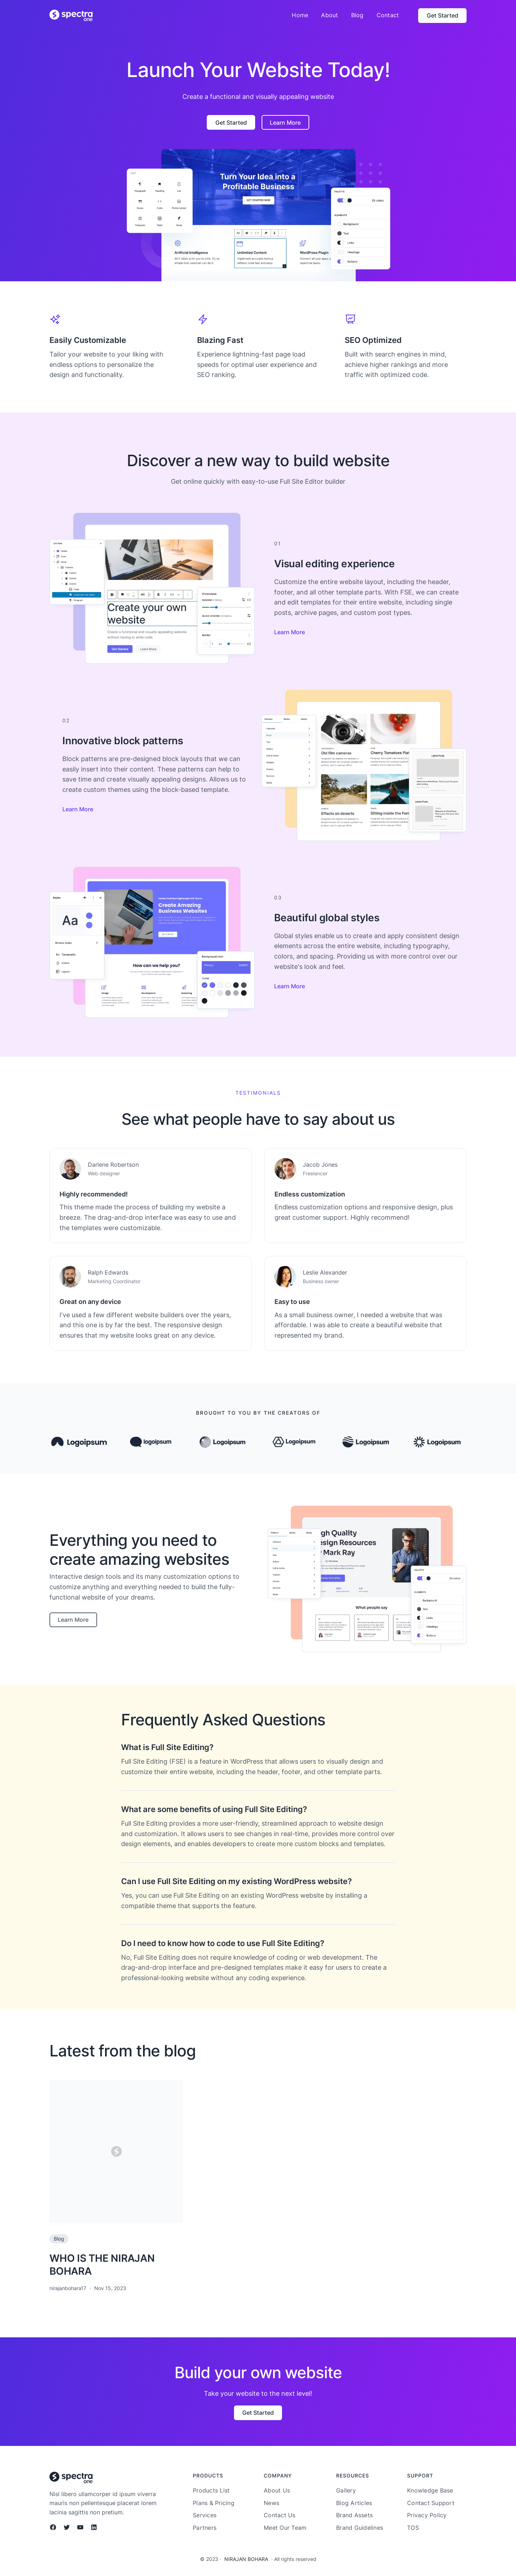 spectra
one
Home About Blog Contact Get Started
Launch Your Website Today!
Create a functional and visually appealing website
Get Started Learn More
Turn Your Idea into a
Profitable Business
Artificial Intelligence Unlimited Content WordPress Plugin
Easily Customizable
Tailor your website to your liking with
endless options to personalize the
design and functionality.
Blazing Fast
Experience lightning-fast page load
speeds for optimal user experience and
SEO ranking.
SEO Optimized
Built with search engines in mind,
achieve higher rankings and more
traffic with optimized code.
Discover a new way to build website
Get online quickly with easy-to-use Full Site Editor builder
Create your own
website
01
Visual editing experience
Customize the entire website layout, including the header,
footer, and all other template parts. With FSE, we can create
and edit templates for their entire website, including single
posts, archive pages, and custom post types.
Learn More
02
Innovative block patterns
Block patterns are pre-designed block layouts that we can
easily insert into their content. These patterns can help to
save time and create visually appealing designs. Allows us to
create custom themes using the block-based template.
Learn More
Old film cameras
Cherry Tomatoes
Effects on deserts
Sitting inside the
Aa
Create Amazing
Business Websites
How can we help you?
03
Beautiful global styles
Global styles enable us to create and apply consistent design
elements across the entire website, including typography,
colors, and spacing. Providing us with more control over our
website's look and feel.
Learn More
TESTIMONIALS
See what people have to say about us
Darlene Robertson
Web designer
Highly recommended!
This theme made the process of building my website a
breeze. The drag-and-drop interface was easy to use and
the templates were customizable.
Jacob Jones
Freelancer
Endless customization
Endless customization options and responsive design, plus
great customer support. Highly recommend!
Ralph Edwards
Marketing Coordinator
Great on any device
I've used a few different website builders over the years,
and this one is by far the best. The responsive design
ensures that my website looks great on any device.
Leslie Alexander
Business owner
Easy to use
As a small business owner, I needed a website that was
affordable. I was able to create a beautiful website that
represented my brand.
BROUGHT TO YOU BY THE CREATORS OF
Logoipsum logoipsum Logoipsum Logoipsum Logoipsum Logoipsum
Everything you need to
create amazing websites
Interactive design tools and its many customization options to
customize anything and everything needed to build the fully-
functional website of your dreams.
Learn More
High Quality
Design Resources
Mark Ray
What people say
Frequently Asked Questions
What is Full Site Editing?
Full Site Editing (FSE) is a feature in WordPress that allows users to visually design and
customize their entire website, including the header, footer, and other template parts.
What are some benefits of using Full Site Editing?
Full Site Editing provides a more user-friendly, streamlined approach to website design
and customization. It allows users to see changes in real-time, provides more control over
design elements, and enables developers to create more custom blocks and templates.
Can I use Full Site Editing on my existing WordPress website?
Yes, you can use Full Site Editing on an existing WordPress website by installing a
compatible theme that supports the feature.
Do I need to know how to code to use Full Site Editing?
No, Full Site Editing does not require knowledge of coding or web development. The
drag-and-drop interface and pre-designed templates make it easy for users to create a
professional-looking website without any coding experience.
Latest from the blog
Blog
WHO IS THE NIRAJAN
BOHARA
nirajanbohara17 · Nov 15, 2023
Build your own website
Take your website to the next level!
Get Started
spectra
one
Nisl libero ullamcorper id ipsum viverra
mauris non pellentesque placerat lorem
lacinia sagittis non pretium.
PRODUCTS
Products List
Plans & Pricing
Services
Partners
COMPANY
About Us
News
Contact Us
Meet Our Team
RESOURCES
Gallery
Blog Articles
Brand Assets
Brand Guidelines
SUPPORT
Knowledge Base
Contact Support
Privacy Policy
TOS
© 2023 · NIRAJAN BOHARA · All rights reserved